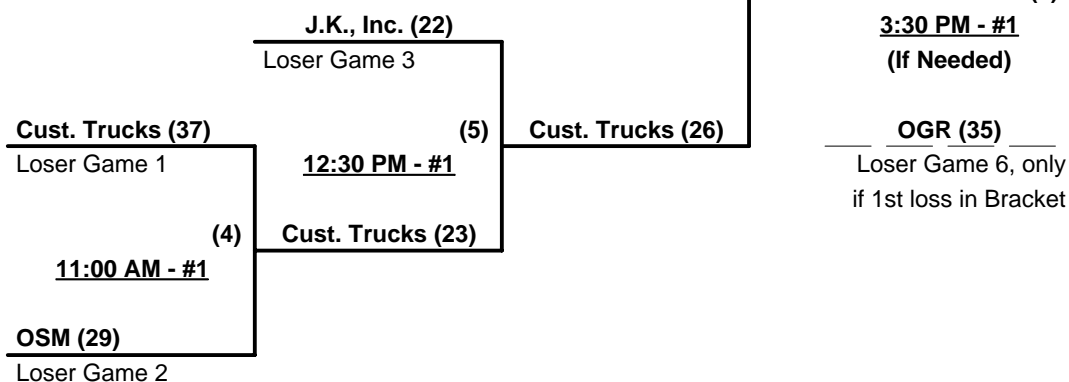 J.K., Inc. (22)
Loser Game 3
3:30 PM - #1
(If Needed)
Cust. Trucks (37)
Loser Game 1
(5)
12:30 PM - #1
Cust. Trucks (26)
OGR (35)
Loser Game 6, only
if 1st loss in Bracket
(4)
11:00 AM - #1
Cust. Trucks (23)
OSM (29)
Loser Game 2